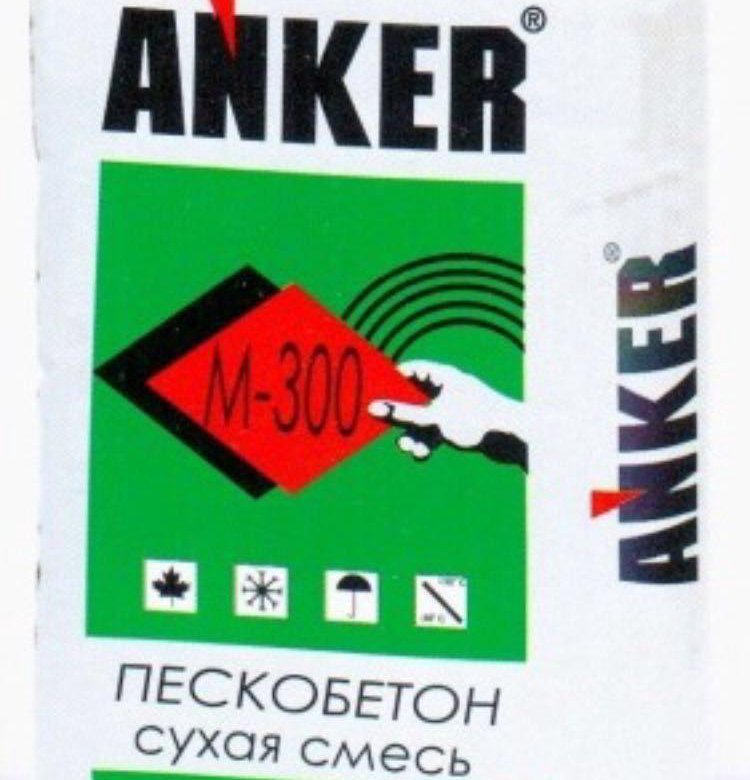 ANKER®
М-300
ПЕСКОБЕТОН
сухая смесь
ANKER®